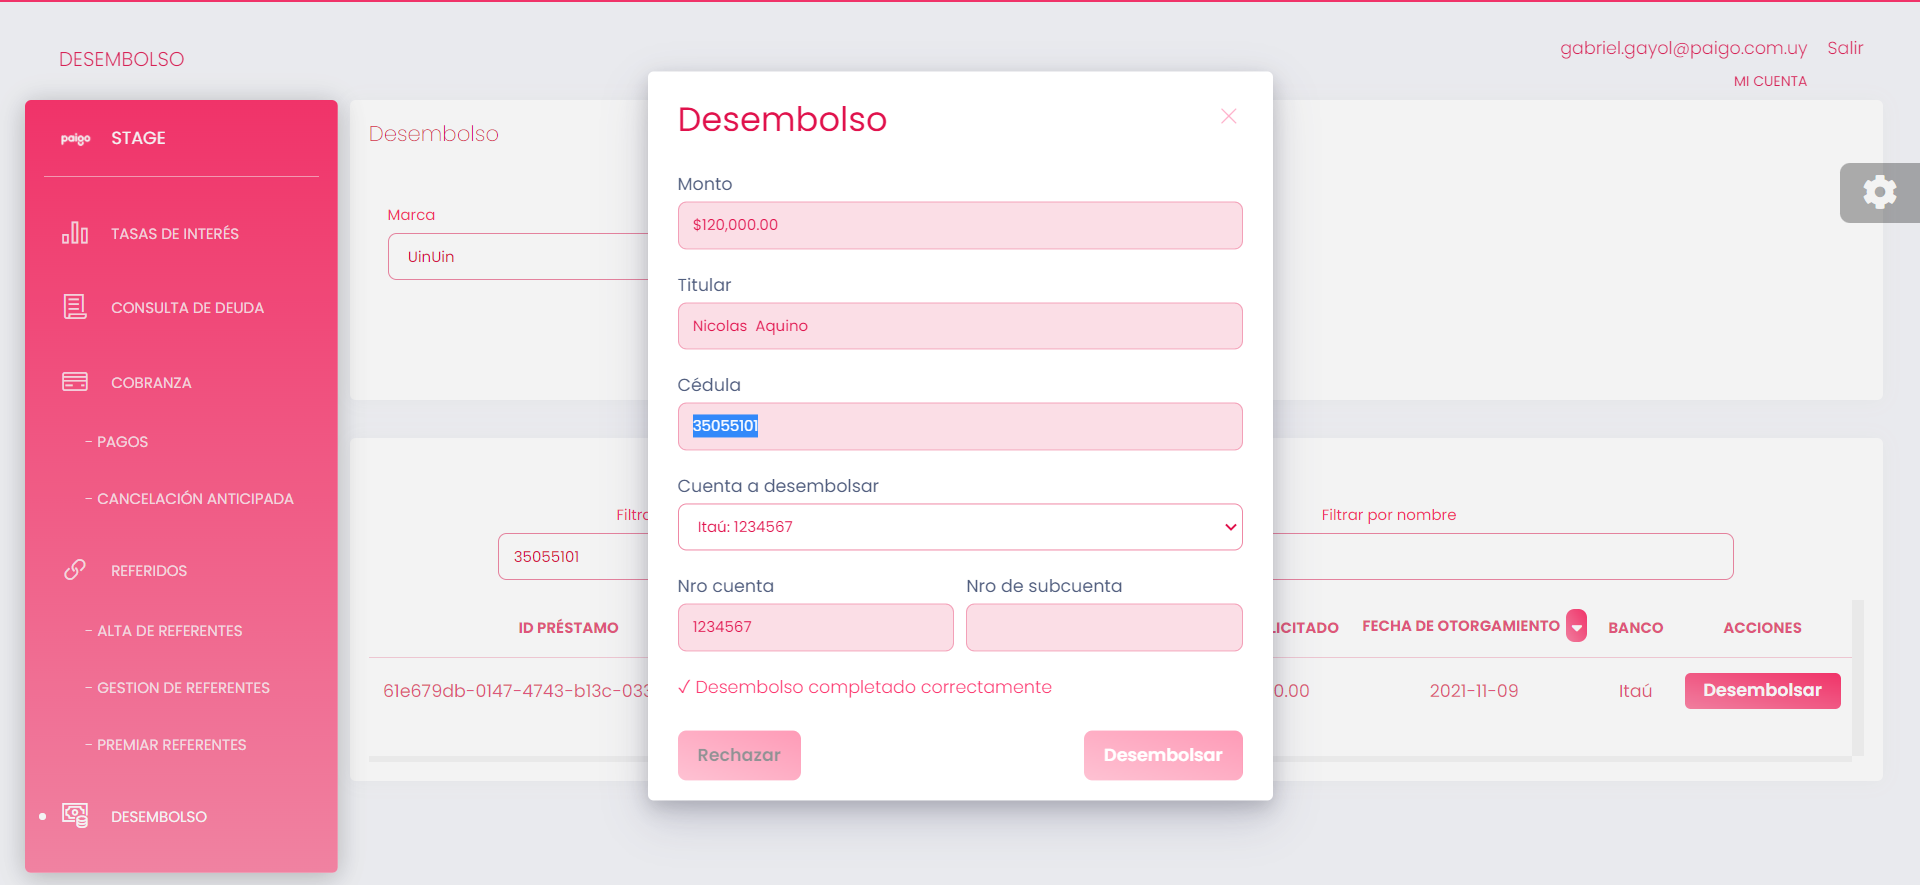 DESEMBOLSO
gabriel.gayol@paigo.com.uy Salir
MI CUENTA
paigo STAGE
TASAS DE INTERÉS
CONSULTA DE DEUDA
COBRANZA
- PAGOS
- CANCELACIÓN ANTICIPADA
REFERIDOS
- ALTA DE REFERENTES
- GESTION DE REFERENTES
- PREMIAR REFERENTES
DESEMBOLSO
Desembolso
Marca
UinUin
Filtrar por nombre
35055101
ID PRÉSTAMO
FECHA DE OTORGAMIENTO BANCO ACCIONES
61e679db-0147-4743-b13c-033
0.00 2021-11-09 Itaú Desembolsar
Desembolso
Monto
$120,000.00
Titular
Nicolas Aquino
Cédula
35055101
Cuenta a desembolsar
Itaú: 1234567
Nro cuenta Nro de subcuenta
1234567
✓ Desembolso completado correctamente
Rechazar Desembolsar